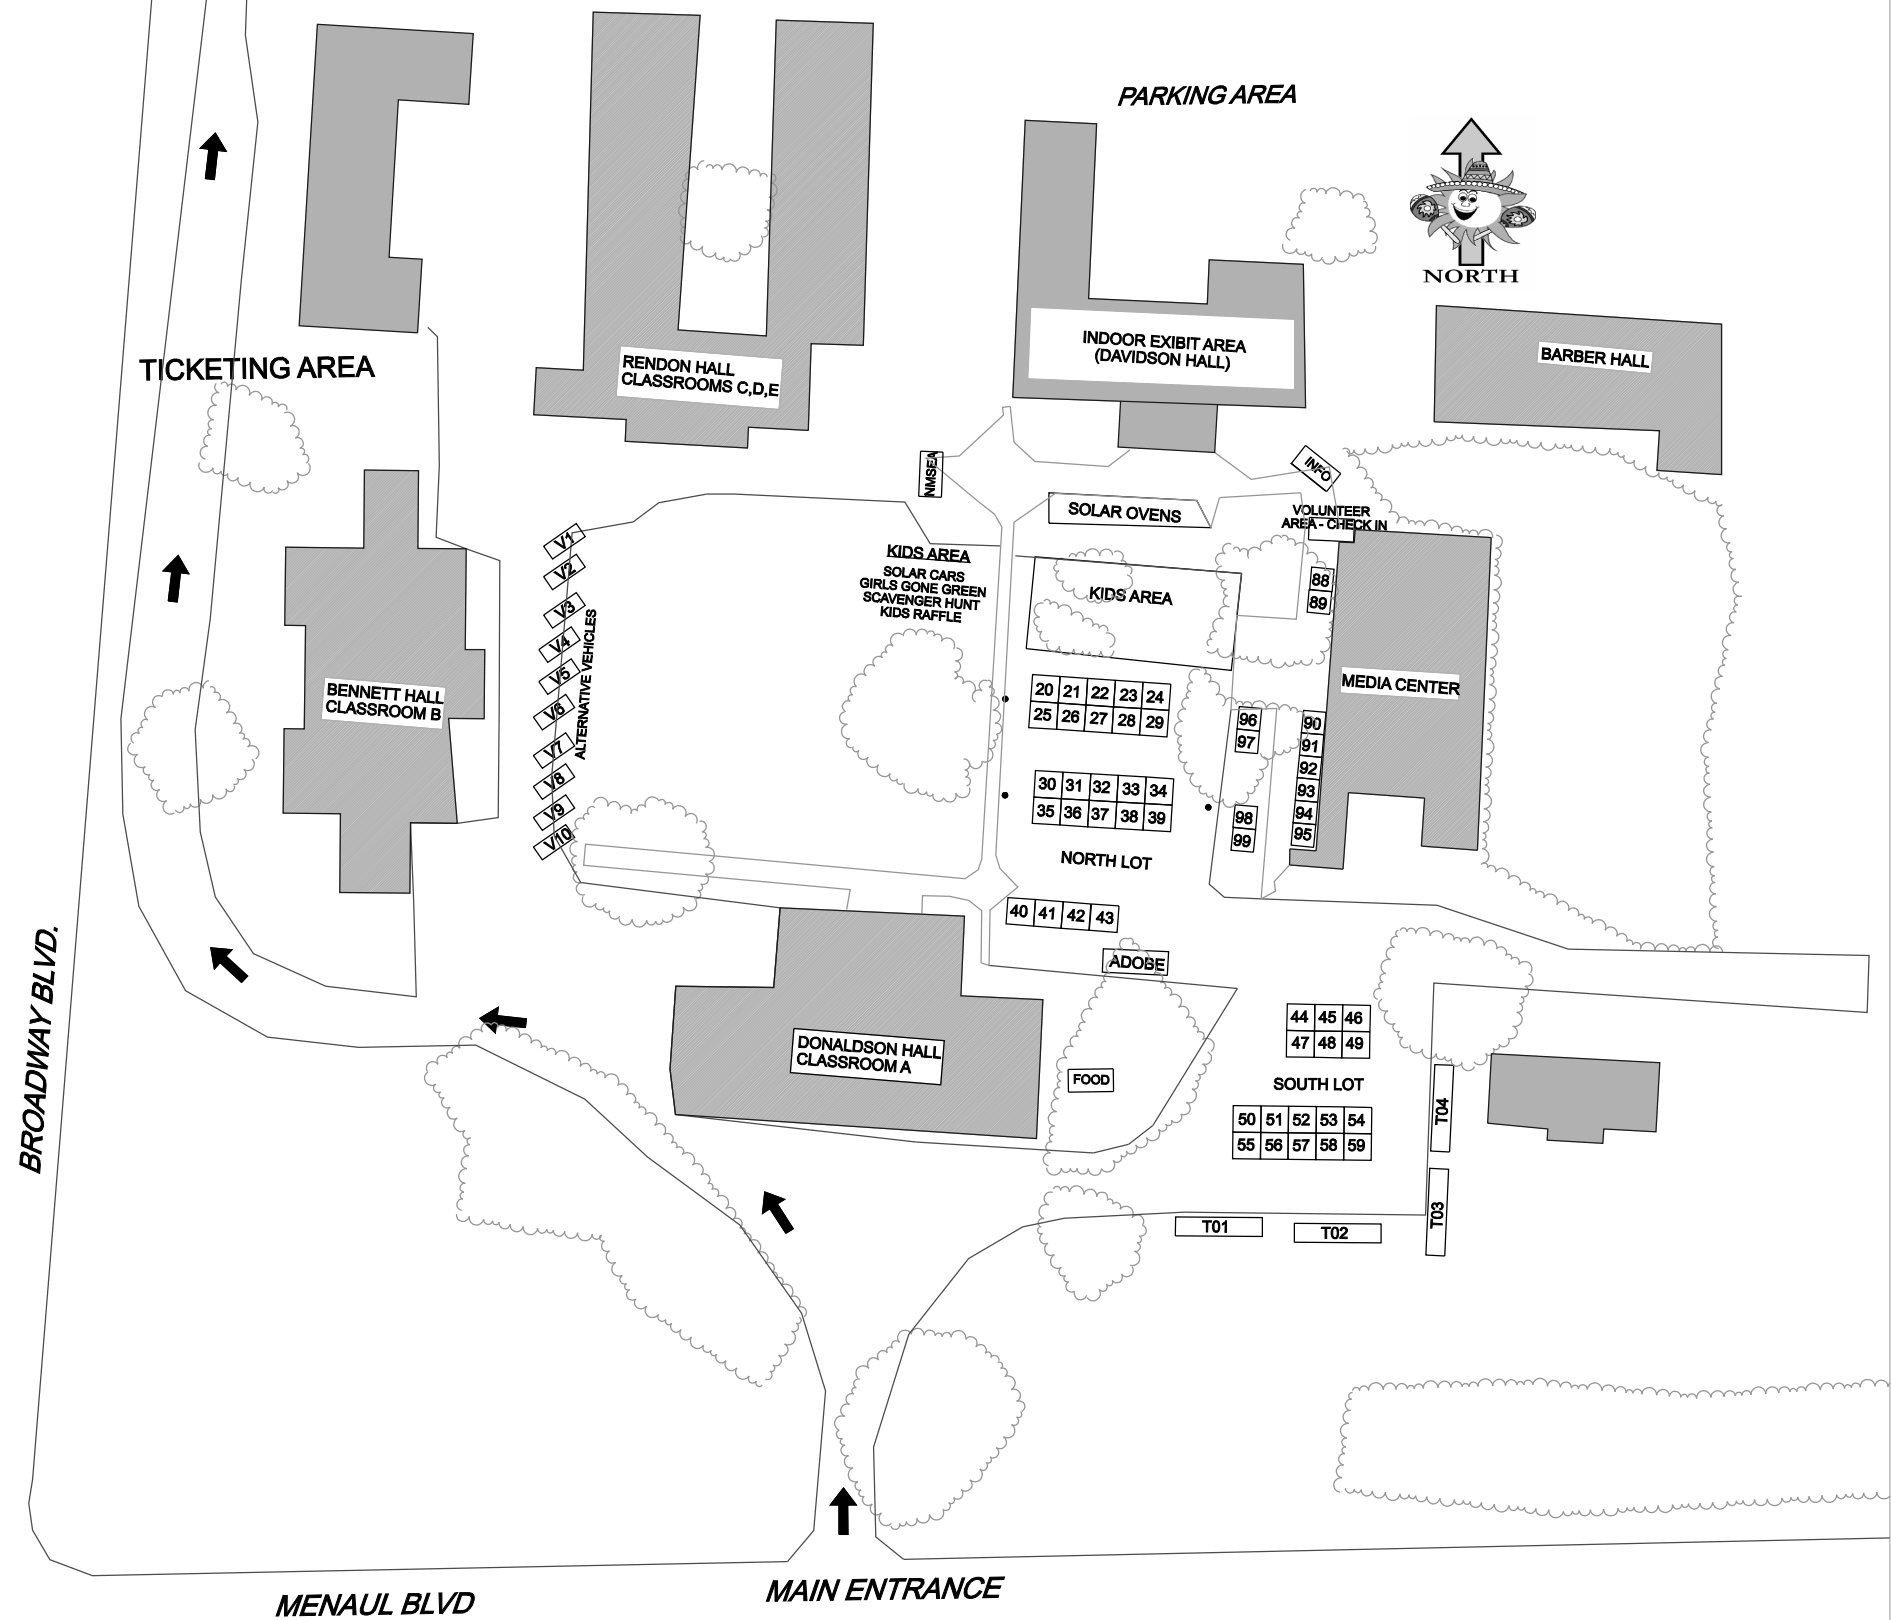 PARKING AREA
NORTH
INDOOR EXIBIT AREA
(DAVIDSON HALL)
BARBER HALL
TICKETING AREA
RENDON HALL
CLASSROOMS C,D,E
NMSEA
INFO
SOLAR OVENS
VOLUNTEER
AREA - CHECK IN
KIDS AREA
SOLAR CARS
GIRLS GONE GREEN
SCAVENGER HUNT
KIDS RAFFLE
KIDS AREA
88
89
V1
V2
V3
V4
V5
V6
V7
V8
V9
V10
ALTERNATIVE VEHICLES
BENNETT HALL
CLASSROOM B
MEDIA CENTER
20 21 22 23 24
25 26 27 28 29
96
97
90
91
92
93
94
95
30 31 32 33 34
35 36 37 38 39
98
99
NORTH LOT
40 41 42 43
ADOBE
BROADWAY BLVD.
DONALDSON HALL
CLASSROOM A
FOOD
44 45 46
47 48 49
SOUTH LOT
50 51 52 53 54
55 56 57 58 59
T04
T03
T01
T02
MENAUL BLVD
MAIN ENTRANCE